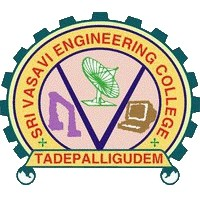 SRI VASAVI ENGINEERING COLLEGE
TADEPALLIGUDEM